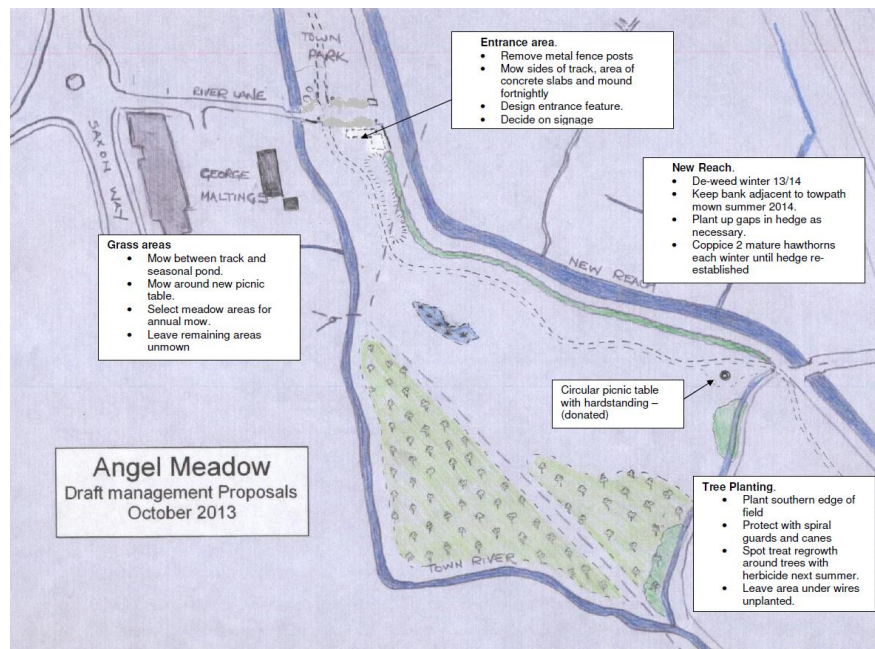 TOWN
PARK
Entrance area.
• Remove metal fence posts
• Mow sides of track, area of
concrete slabs and mound
fortnightly
• Design entrance feature.
• Decide on signage
RIVER LANE
SAXON WAY
GEORGE
MALTINGS
New Reach.
• De-weed winter 13/14
• Keep bank adjacent to towpath
mown summer 2014.
• Plant up gaps in hedge as
necessary.
• Coppice 2 mature hawthorns
each winter until hedge re-
established
Grass areas
• Mow between track and
seasonal pond.
• Mow around new picnic
table.
• Select meadow areas for
annual mow.
• Leave remaining areas
unmown
NEW REACH
Circular picnic table
with hardstanding –
(donated)
Angel Meadow
Draft management Proposals
October 2013
Tree Planting.
• Plant southern edge of
field
• Protect with spiral
guards and canes
• Spot treat regrowth
around trees with
herbicide next summer.
• Leave area under wires
unplanted.
TOWN RIVER